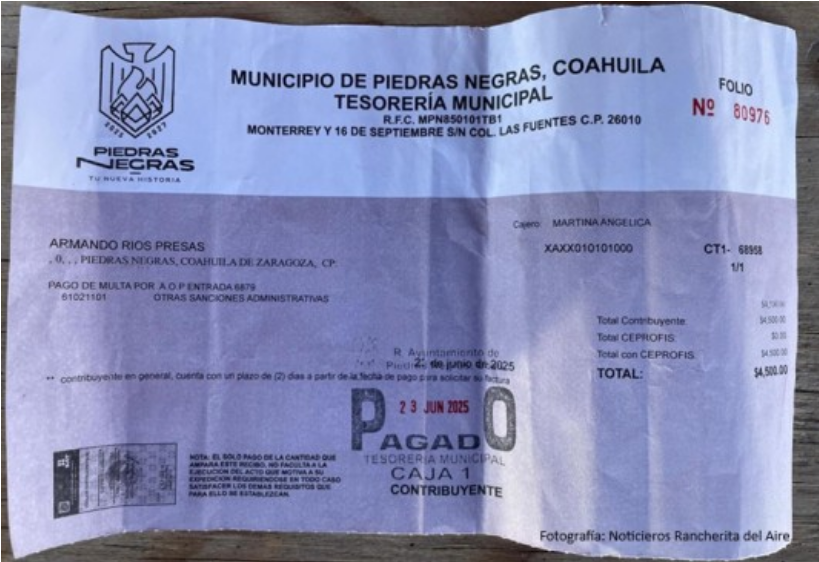 MUNICIPIO DE PIEDRAS NEGRAS, COAHUILA
TESORERÍA MUNICIPAL
R.F.C. MPN850101TB1
MONTERREY Y 16 DE SEPTIEMBRE S/N COL. LAS FUENTES C.P. 26010
FOLIO
Nº 80976
PIEDRAS
NEGRAS
TU NUEVA HISTORIA
Cajero: MARTINA ANGELICA
ARMANDO RIOS PRESAS
XAXX010101000 CT1- 68958
, 0, , , PIEDRAS NEGRAS, COAHUILA DE ZARAGOZA, CP:
1/1
PAGO DE MULTA POR A.O.P ENTRADA 6879
61021101 OTRAS SANCIONES ADMINISTRATIVAS
Total Contribuyente: $4,500.00
Total CEPROFIS: $0.00
Total con CEPROFIS: $4,500.00
TOTAL: $4,500.00
R. Ayuntamiento de
de junio de 2025
** contribuyente en general, cuenta con un plazo de (2) dias a partir de la fecha de pago para solicitar su factura
23 JUN 2025
PAGADO
TESORERIA MUNICIPAL
CAJA 1
CONTRIBUYENTE
NOTA: EL SOLO PAGO DE LA CANTIDAD QUE
AMPARA ESTE RECIBO, NO FACULTA A LA
EJECUCION DEL ACTO QUE MOTIVA A SU
EXPEDICION REQUIRIENDOSE EN TODO CASO
SATISFACER LOS DEMAS REQUISITOS QUE
PARA ELLO SE ESTABLEZCAN.
Fotografía: Noticieros Rancherita del Aire